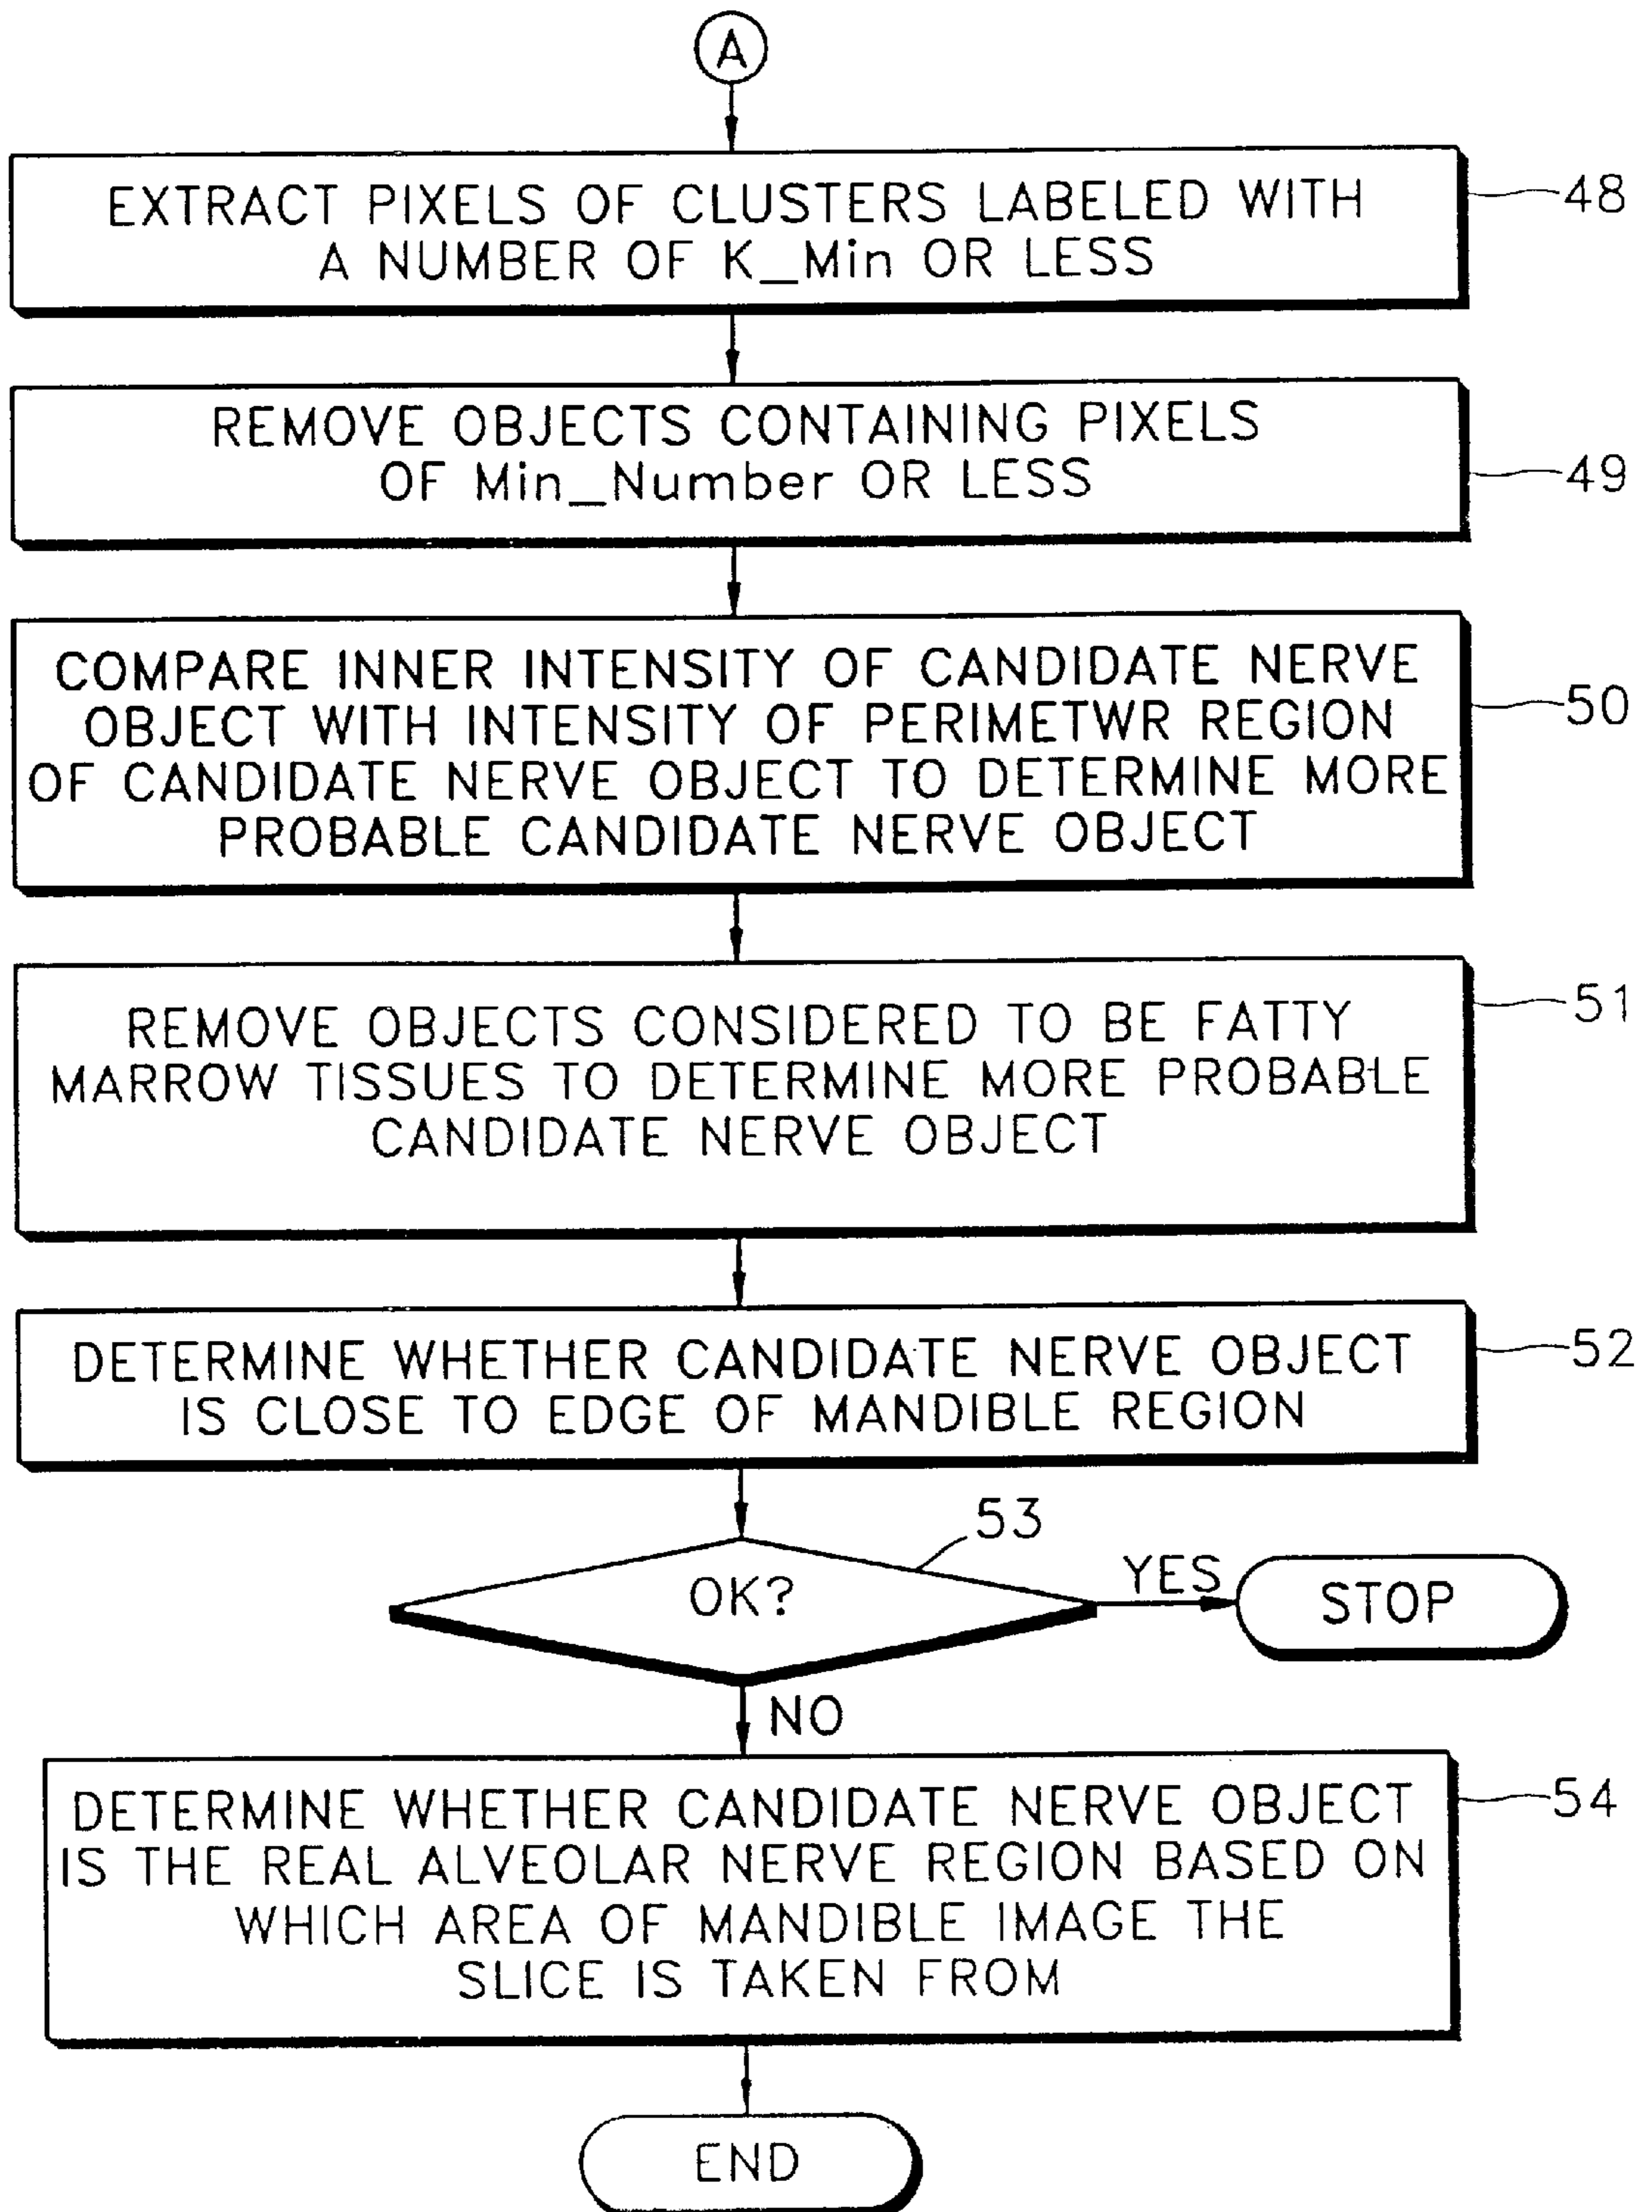 A
EXTRACT PIXELS OF CLUSTERS LABELED WITH
A NUMBER OF K_Min OR LESS
48
REMOVE OBJECTS CONTAINING PIXELS
OF Min_Number OR LESS
49
COMPARE INNER INTENSITY OF CANDIDATE NERVE
OBJECT WITH INTENSITY OF PERIMETWR REGION
OF CANDIDATE NERVE OBJECT TO DETERMINE MORE
PROBABLE CANDIDATE NERVE OBJECT
50
REMOVE OBJECTS CONSIDERED TO BE FATTY
MARROW TISSUES TO DETERMINE MORE PROBABLE
CANDIDATE NERVE OBJECT
51
DETERMINE WHETHER CANDIDATE NERVE OBJECT
IS CLOSE TO EDGE OF MANDIBLE REGION
52
53
OK?
YES
STOP
NO
DETERMINE WHETHER CANDIDATE NERVE OBJECT
IS THE REAL ALVEOLAR NERVE REGION BASED ON
WHICH AREA OF MANDIBLE IMAGE THE
SLICE IS TAKEN FROM
54
END